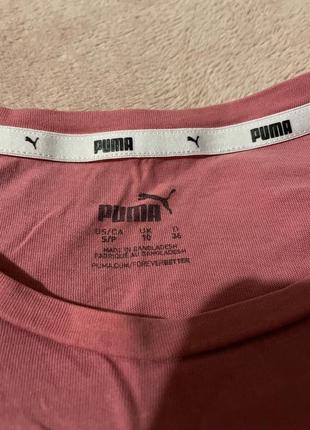 PUMA PUMA
PUMA
US/CA UK D
S/P 10 36
MADE IN BANGLADESH
FABRIQUÉ AU BANGLADESH
PUMA.COM/FOREVERBETTER